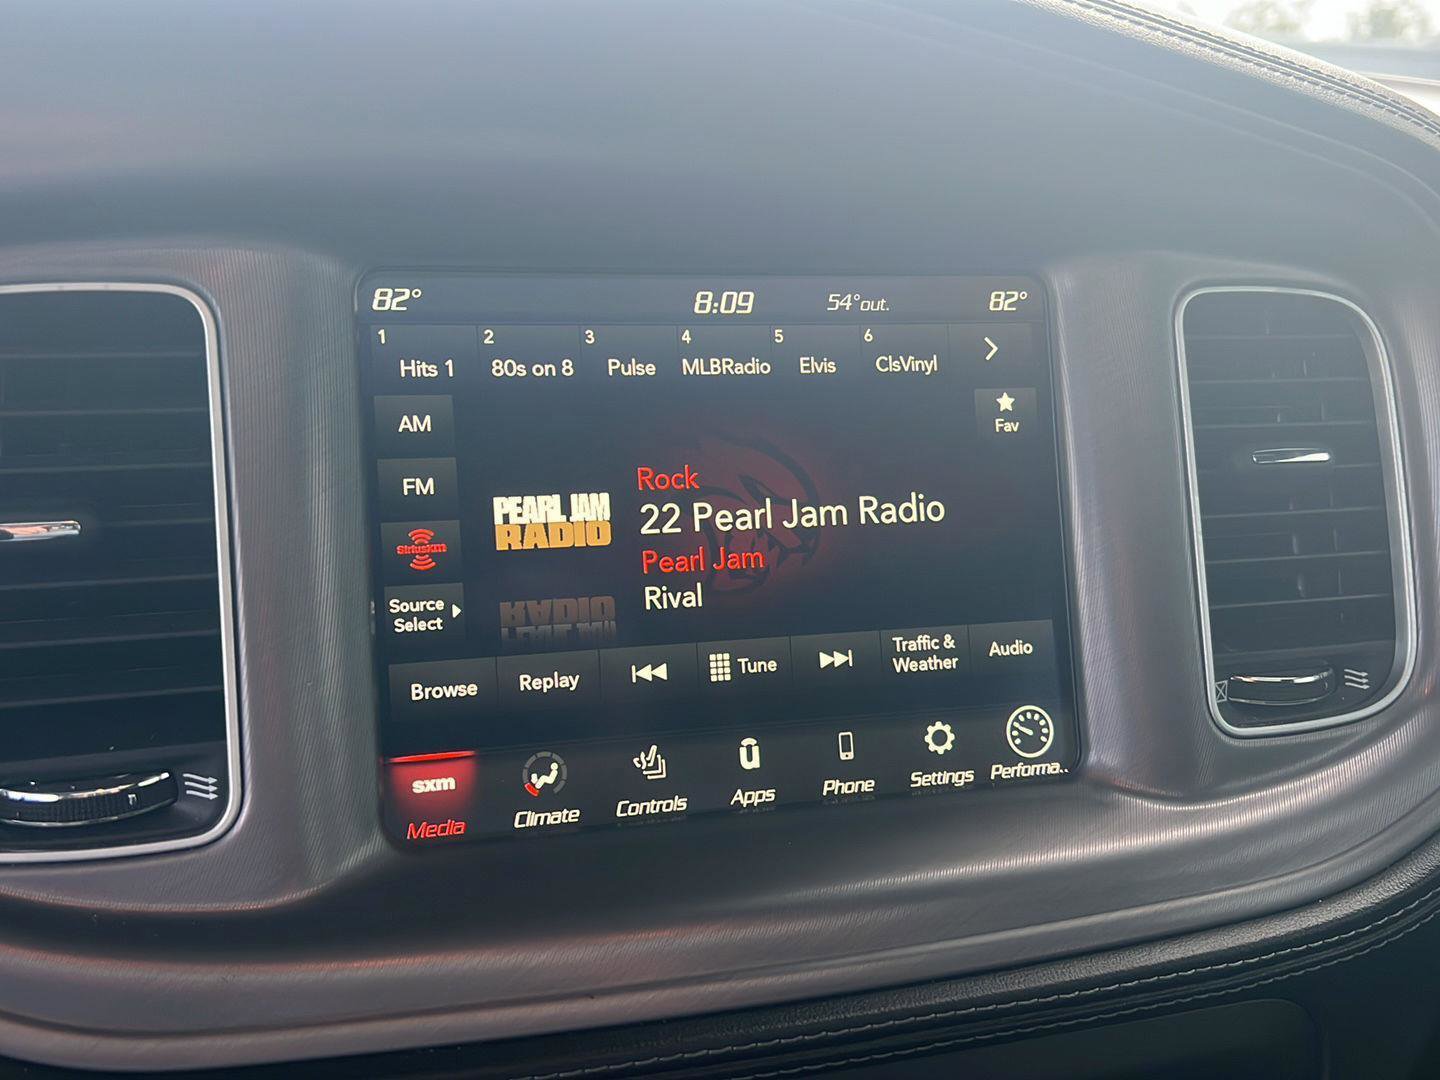 82°
8:09
54° out.
82°
1
Hits 1
2
80s on 8
3
Pulse
4
MLBRadio
5
Elvis
6
ClsVinyl
AM
FM
SiriusXM
Source
Select
Fav
PEARL JAM
RADIO
Rock
22 Pearl Jam Radio
Pearl Jam
Rival
Browse
Replay
Tune
Traffic &
Weather
Audio
sxm
Media
Climate
Controls
Apps
Phone
Settings
Performa..